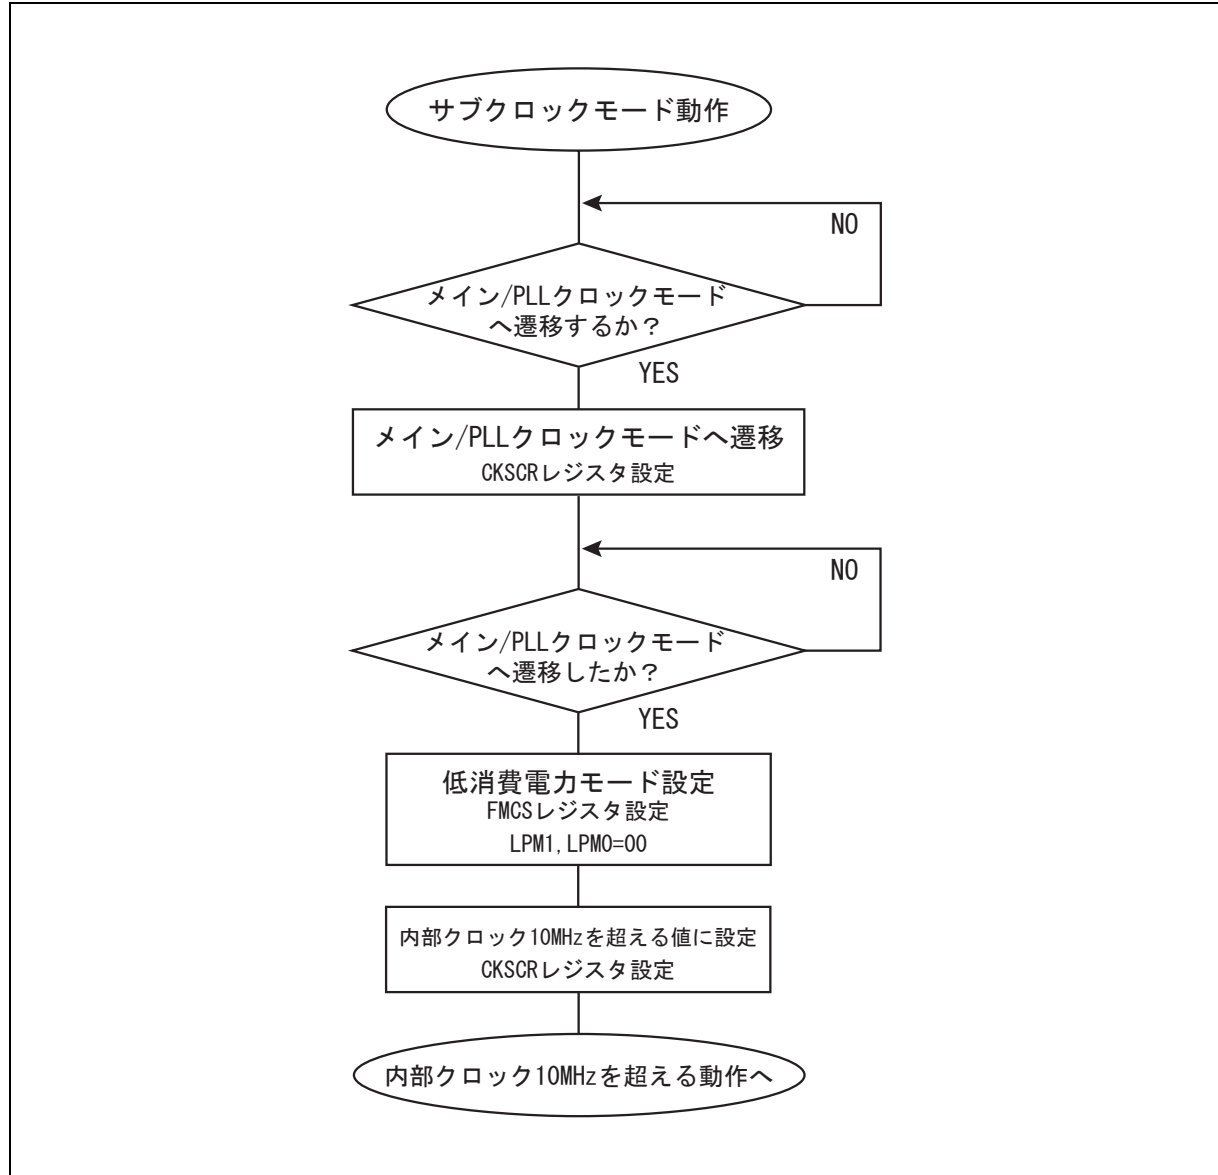 サブクロックモード動作
NO
メイン/PLLクロックモード
へ遷移するか？
YES
メイン/PLLクロックモードへ遷移
CKSCRレジスタ設定
NO
メイン/PLLクロックモード
へ遷移したか？
YES
低消費電力モード設定
FMCSレジスタ設定
LPM1,LPM0=00
内部クロック10MHzを超える値に設定
CKSCRレジスタ設定
内部クロック10MHzを超える動作へ